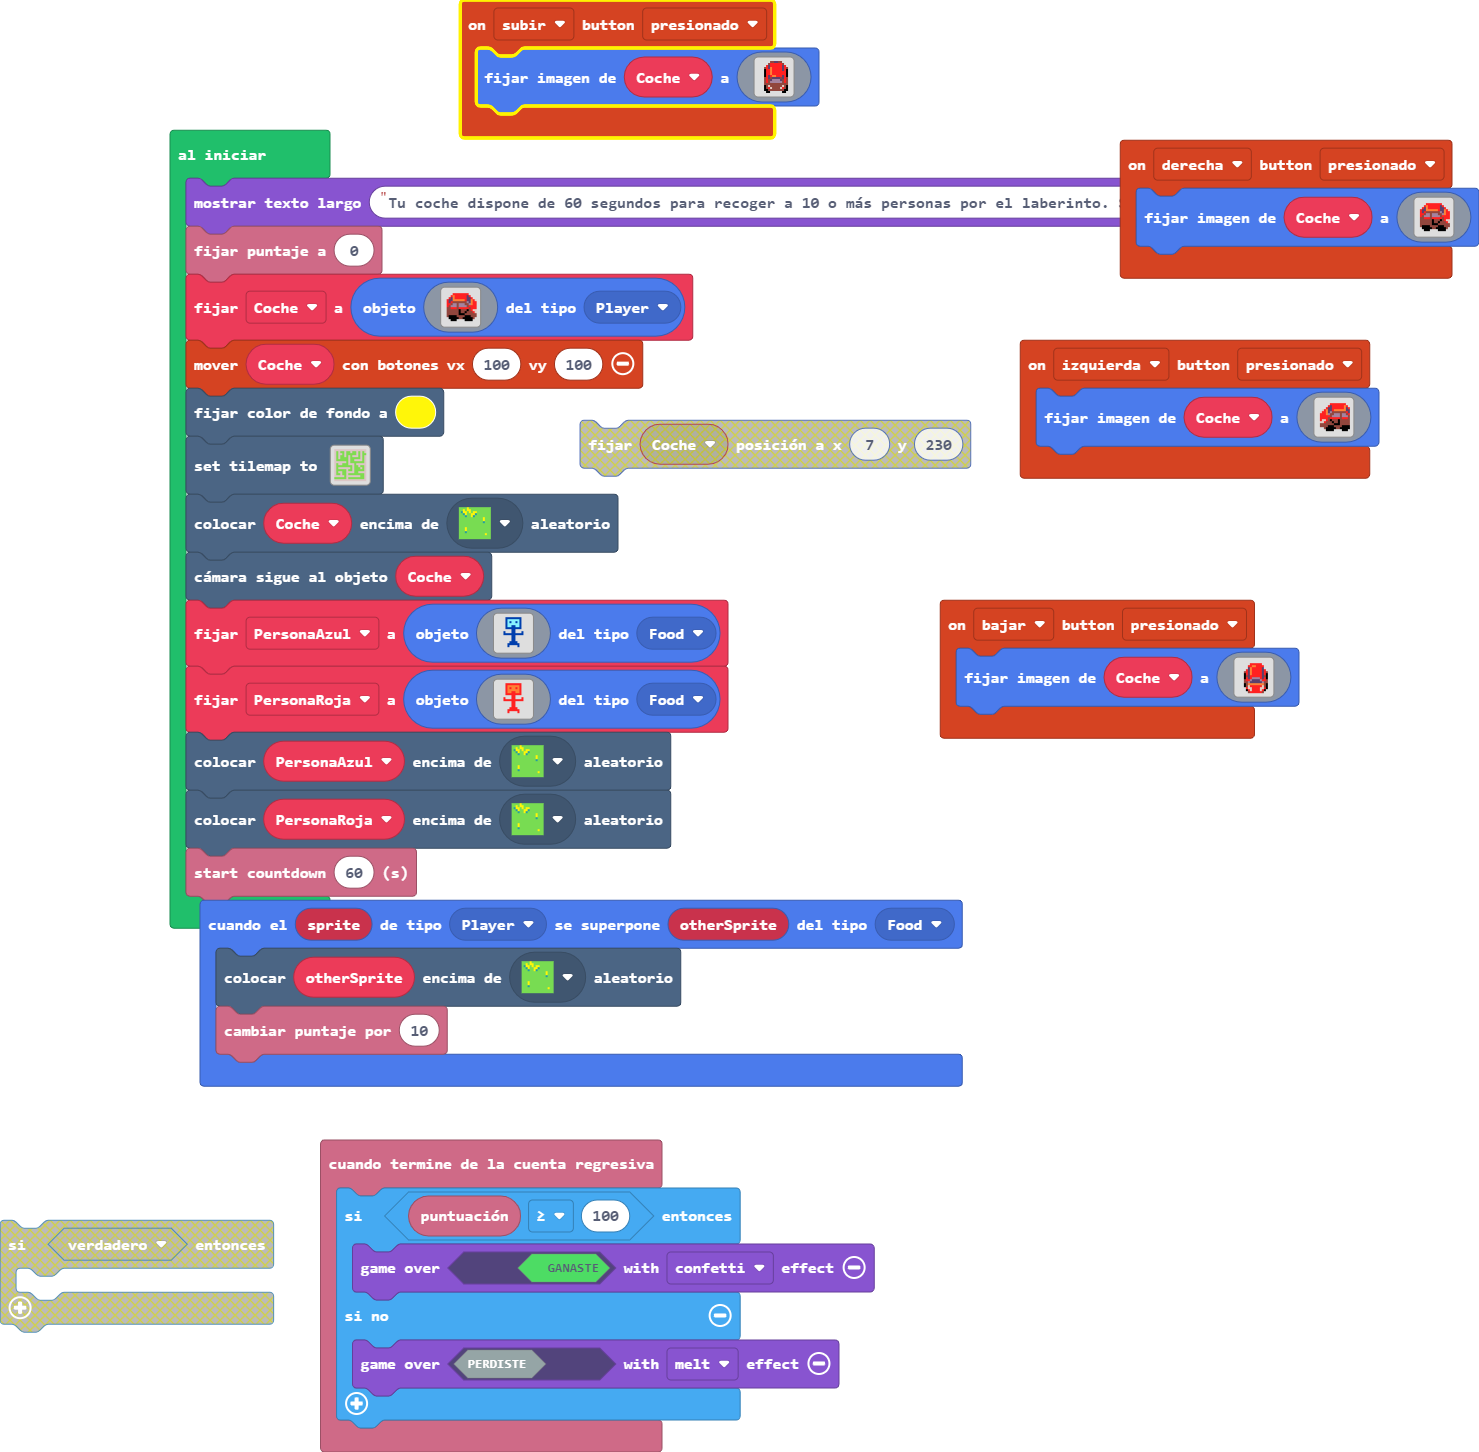 on subir button presionado
fijar imagen de Coche a
al iniciar
mostrar texto largo "Tu coche dispone de 60 segundos para recoger a 10 o más personas por el laberinto.
fijar puntaje a 0
fijar Coche a objeto del tipo Player
mover Coche con botones vx 100 vy 100
fijar color de fondo a
set tilemap to
colocar Coche encima de aleatorio
cámara sigue al objeto Coche
fijar PersonaAzul a objeto del tipo Food
fijar PersonaRoja a objeto del tipo Food
colocar PersonaAzul encima de aleatorio
colocar PersonaRoja encima de aleatorio
start countdown 60 (s)
on derecha button presionado
fijar imagen de Coche a
on izquierda button presionado
fijar imagen de Coche a
fijar Coche posición a x 7 y 230
on bajar button presionado
fijar imagen de Coche a
cuando el sprite de tipo Player se superpone otherSprite del tipo Food
colocar otherSprite encima de aleatorio
cambiar puntaje por 10
si verdadero entonces
cuando termine de la cuenta regresiva
si puntuación ≥ 100 entonces
game over GANASTE with confetti effect
si no
game over PERDISTE with melt effect